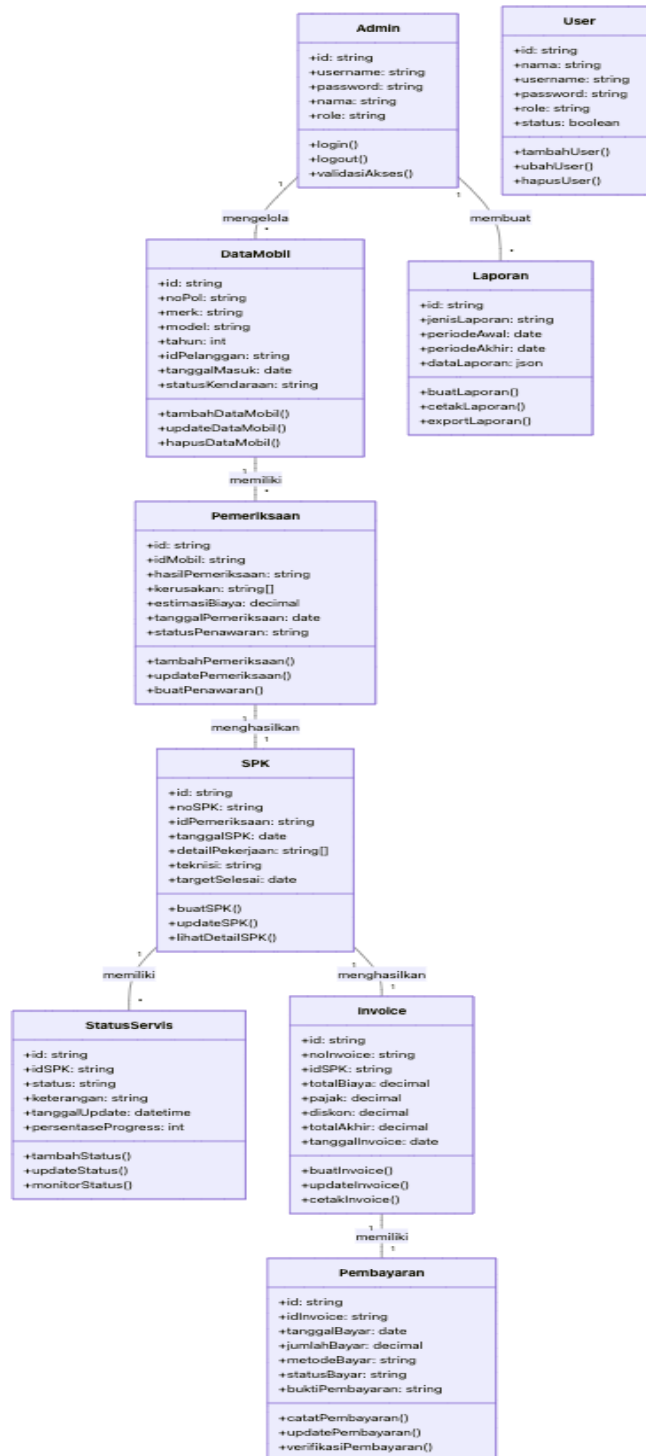 Admin
+id: string
+username: string
+password: string
+nama: string
+role: string
+login()
+logout()
+validasiAkses()
User
+id: string
+nama: string
+username: string
+password: string
+role: string
+status: boolean
+tambahUser()
+ubahUser()
+hapusUser()
1
mengelola
*
1
membuat
*
DataMobil
+id: string
+noPol: string
+merk: string
+model: string
+tahun: int
+idPelanggan: string
+tanggalMasuk: date
+statusKendaraan: string
+tambahDataMobil()
+updateDataMobil()
+hapusDataMobil()
Laporan
+id: string
+jenisLaporan: string
+periodeAwal: date
+periodeAkhir: date
+dataLaporan: json
+buatLaporan()
+cetakLaporan()
+exportLaporan()
1
memiliki
*
Pemeriksaan
+id: string
+idMobil: string
+hasilPemeriksaan: string
+kerusakan: string[]
+estimasiBiaya: decimal
+tanggalPemeriksaan: date
+statusPenawaran: string
+tambahPemeriksaan()
+updatePemeriksaan()
+buatPenawaran()
1
menghasilkan
1
SPK
+id: string
+noSPK: string
+idPemeriksaan: string
+tanggalSPK: date
+detailPekerjaan: string[]
+teknisi: string
+targetSelesai: date
+buatSPK()
+updateSPK()
+lihatDetailSPK()
1
memiliki
*
1
menghasilkan
1
StatusServis
+id: string
+idSPK: string
+status: string
+keterangan: string
+tanggalUpdate: datetime
+persentaseProgress: int
+tambahStatus()
+updateStatus()
+monitorStatus()
Invoice
+id: string
+noInvoice: string
+idSPK: string
+totalBiaya: decimal
+pajak: decimal
+diskon: decimal
+totalAkhir: decimal
+tanggalInvoice: date
+buatInvoice()
+updateInvoice()
+cetakInvoice()
1
memiliki
1
Pembayaran
+id: string
+idInvoice: string
+tanggalBayar: date
+jumlahBayar: decimal
+metodeBayar: string
+statusBayar: string
+buktiPembayaran: string
+catatPembayaran()
+updatePembayaran()
+verifikasiPembayaran()